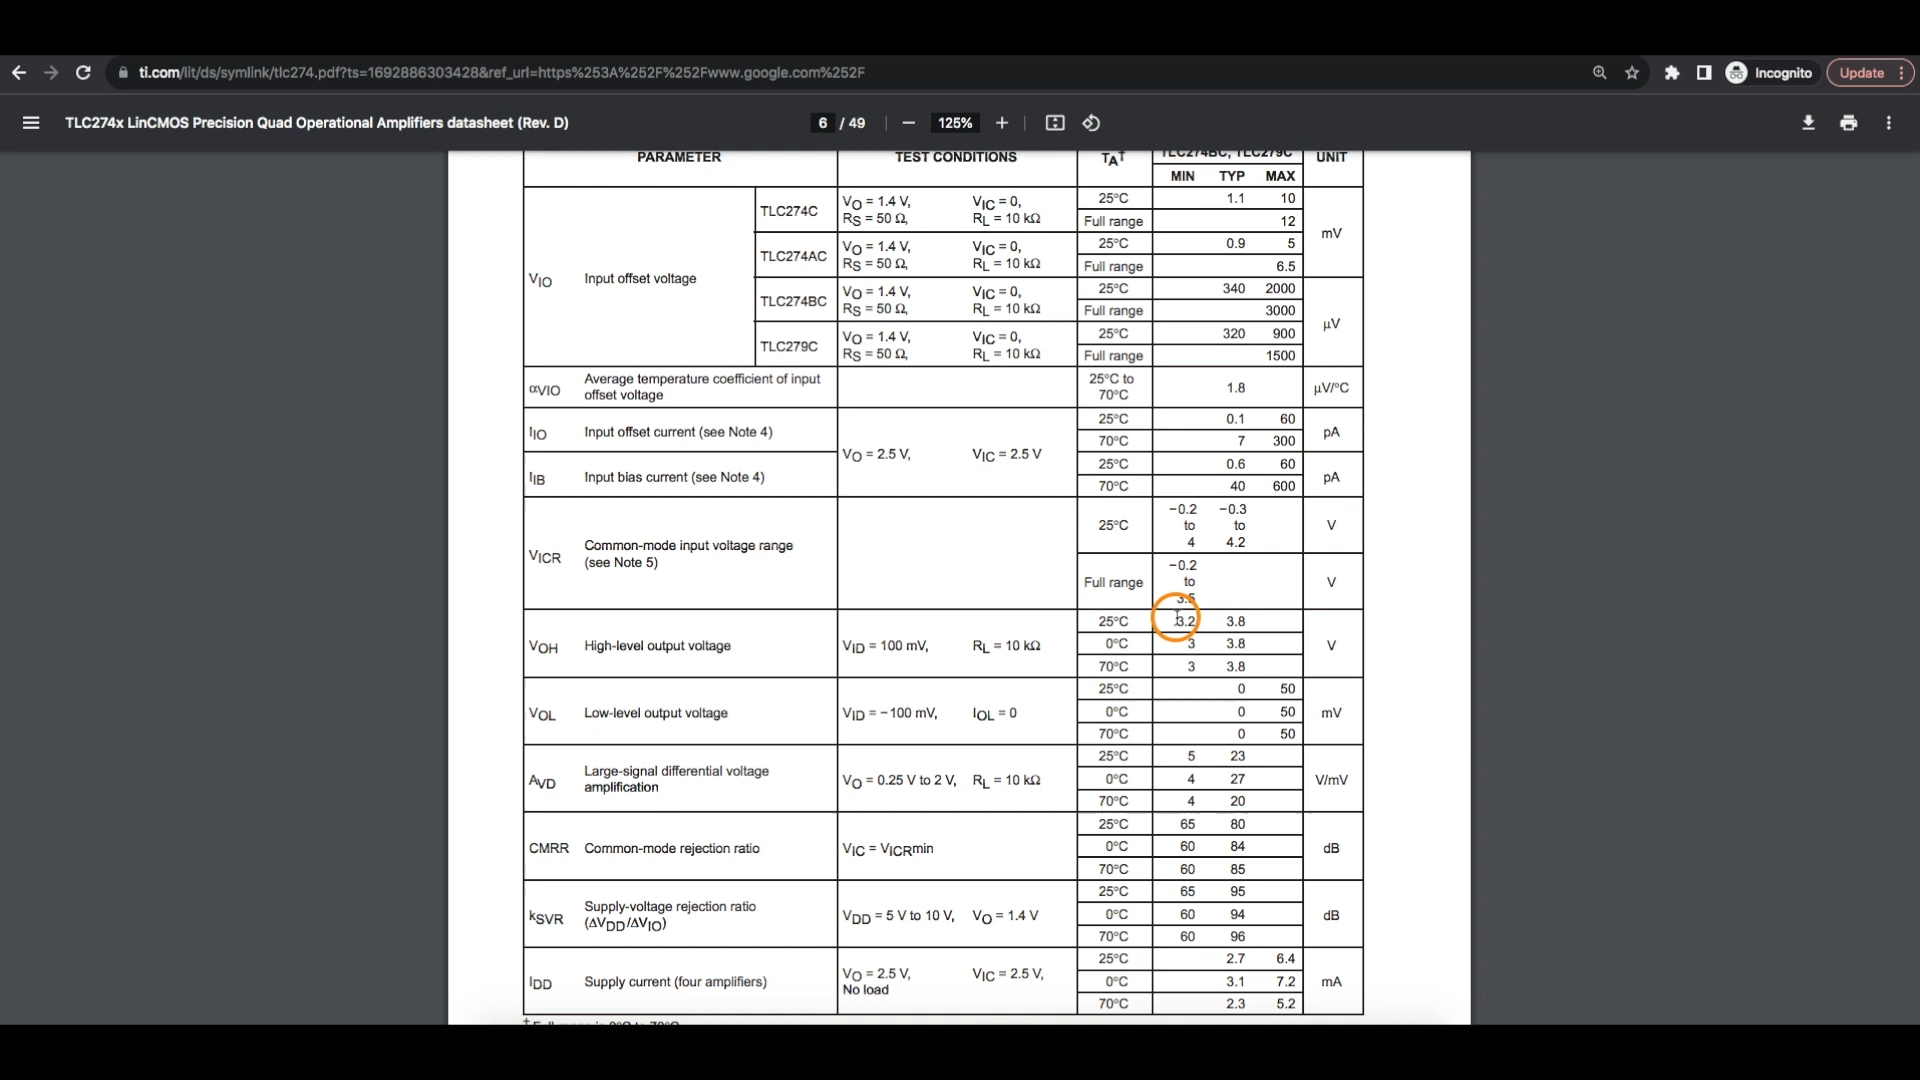 ti.com/lit/ds/symlink/tlc274.pdf?ts=1692886303428&ref_url=https%253A%252F%252Fwww.google.com%252F
Incognito
Update
TLC274x LinCMOS Precision Quad Operational Amplifiers datasheet (Rev. D)
6 / 49
125%
PARAMETER TEST CONDITIONS TA† TLC274BC, TLC279C UNIT
MIN TYP MAX
VIO Input offset voltage
TLC274C VO = 1.4 V, VIC = 0, 25°C 1.1 10 mV
RS = 50 Ω, RL = 10 kΩ Full range 12
TLC274AC VO = 1.4 V, VIC = 0, 25°C 0.9 5
RS = 50 Ω, RL = 10 kΩ Full range 6.5
TLC274BC VO = 1.4 V, VIC = 0, 25°C 340 2000 µV
RS = 50 Ω, RL = 10 kΩ Full range 3000
TLC279C VO = 1.4 V, VIC = 0, 25°C 320 900
RS = 50 Ω, RL = 10 kΩ Full range 1500
αVIO Average temperature coefficient of input 25°C to 1.8 µV/°C
offset voltage 70°C
IIO Input offset current (see Note 4) 25°C 0.1 60 pA
70°C 7 300
VO = 2.5 V, VIC = 2.5 V
IIB Input bias current (see Note 4) 25°C 0.6 60 pA
70°C 40 600
VICR Common-mode input voltage range
(see Note 5)
25°C −0.2 −0.3 V
to to
4 4.2
Full range −0.2 V
to
3.5
VOH High-level output voltage VID = 100 mV, RL = 10 kΩ V
25°C 3.2 3.8
0°C 3 3.8
70°C 3 3.8
VOL Low-level output voltage VID = −100 mV, IOL = 0 mV
25°C 0 50
0°C 0 50
70°C 0 50
AVD Large-signal differential voltage
amplification VO = 0.25 V to 2 V, RL = 10 kΩ V/mV
25°C 5 23
0°C 4 27
70°C 4 20
CMRR Common-mode rejection ratio VIC = VICRmin dB
25°C 65 80
0°C 60 84
70°C 60 85
kSVR Supply-voltage rejection ratio
(ΔVDD/ΔVIO) VDD = 5 V to 10 V, VO = 1.4 V dB
25°C 65 95
0°C 60 94
70°C 60 96
IDD Supply current (four amplifiers) VO = 2.5 V, VIC = 2.5 V, mA
No load
25°C 2.7 6.4
0°C 3.1 7.2
70°C 2.3 5.2
† Full range is 0°C to 70°C